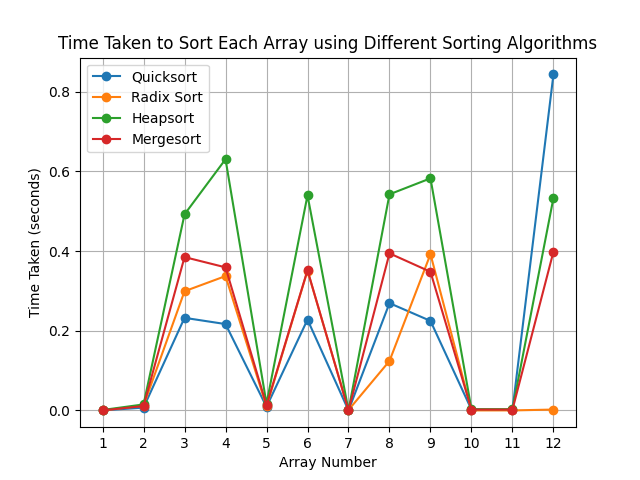 Time Taken to Sort Each Array using Different Sorting Algorithms
Quicksort
Radix Sort
Heapsort
Mergesort
0.8
0.6
0.4
0.2
0.0
Time Taken (seconds)
1 2 3 4 5 6 7 8 9 10 11 12
Array Number